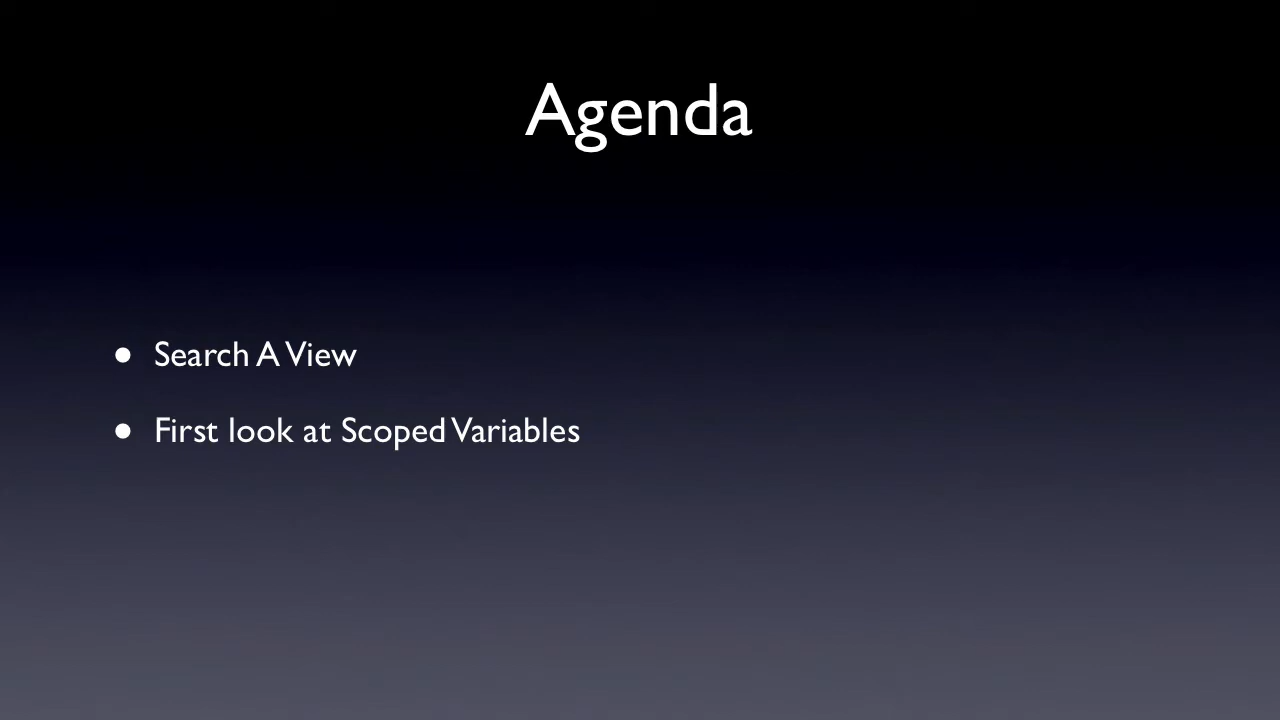 Agenda
• Search A View
• First look at Scoped Variables